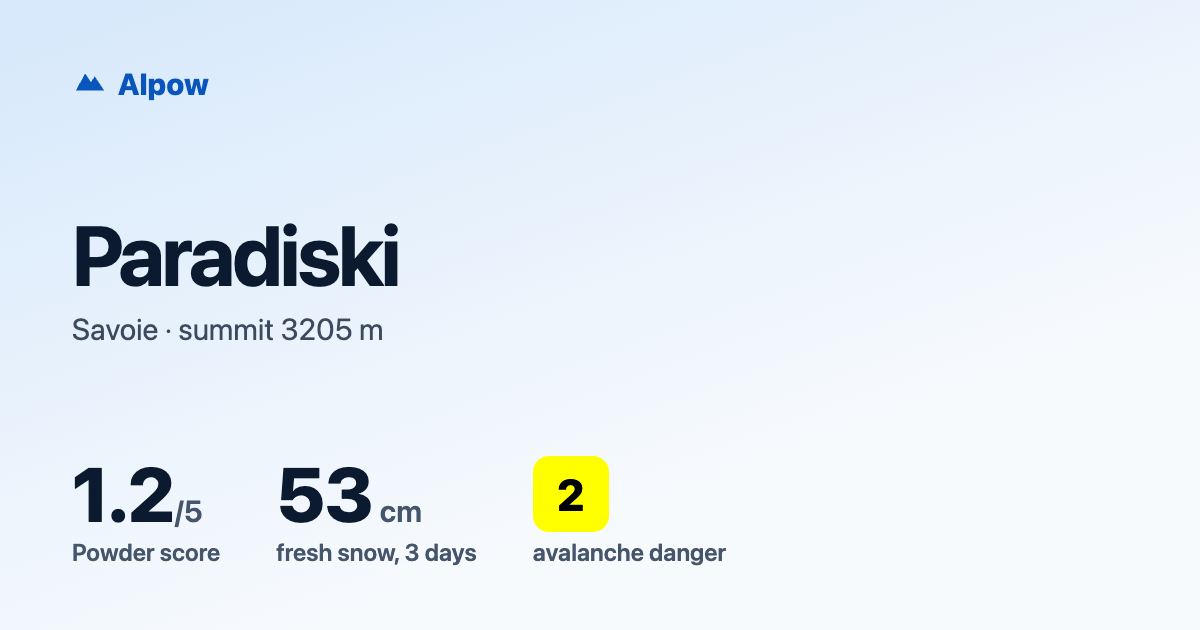 Alpow
Paradiski
Savoie · summit 3205 m
1.2/5
Powder score
53 cm
fresh snow, 3 days
2
avalanche danger